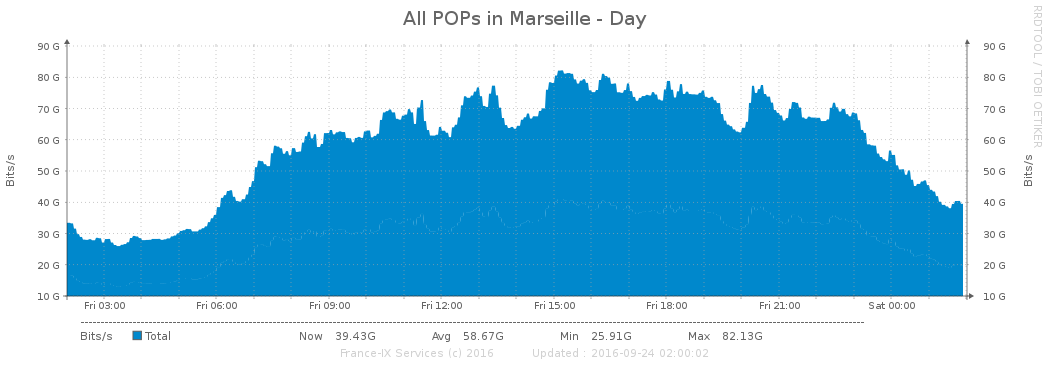 All POPs in Marseille - Day
RRDTOOL / TOBI OETIKER
90 G 90 G
80 G 80 G
70 G 70 G
60 G 60 G
50 G 50 G
40 G 40 G
30 G 30 G
20 G 20 G
10 G 10 G
Bits/s
Bits/s
Fri 03:00 Fri 06:00 Fri 09:00 Fri 12:00 Fri 15:00 Fri 18:00 Fri 21:00 Sat 00:00
Bits/s Total Now 39.43G Avg 58.67G Min 25.91G Max 82.13G
France-IX Services (c) 2016 Updated : 2016-09-24 02:00:02